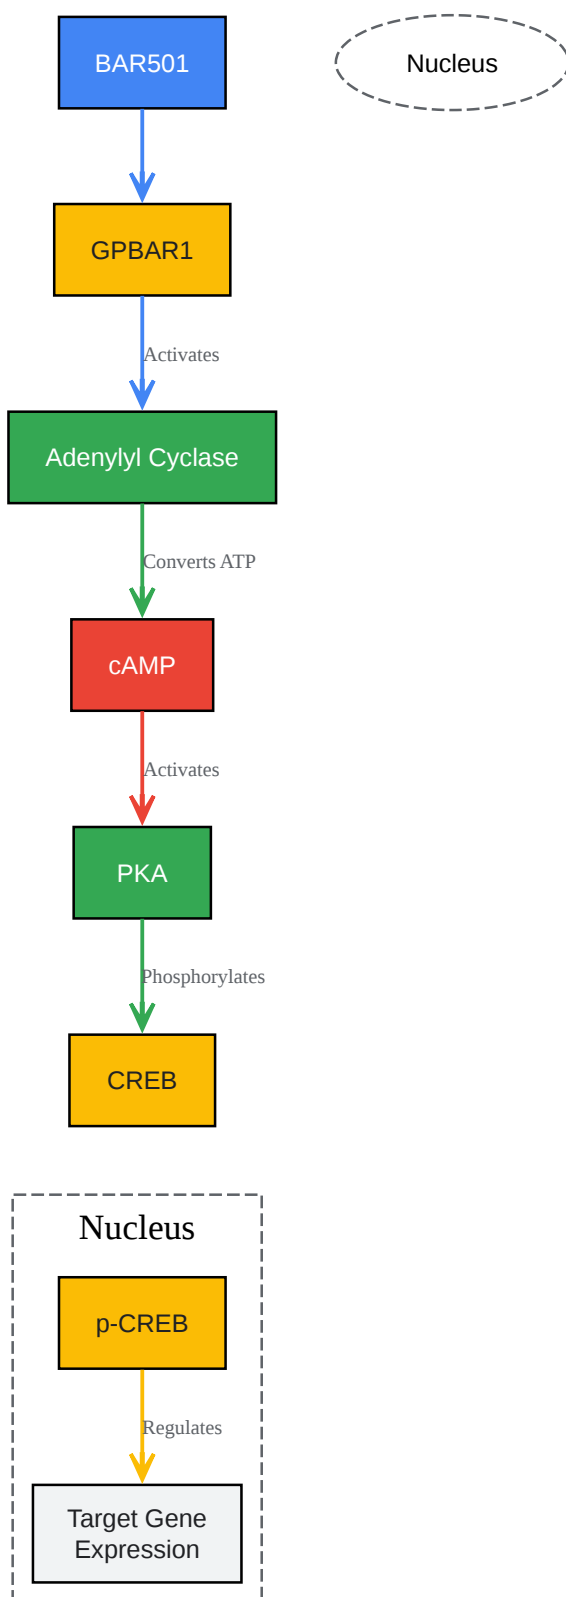 BAR501
Nucleus
GPBAR1
Activates
Adenylyl Cyclase
Converts ATP
cAMP
Activates
PKA
Phosphorylates
CREB
Nucleus
p-CREB
Regulates
Target Gene
Expression